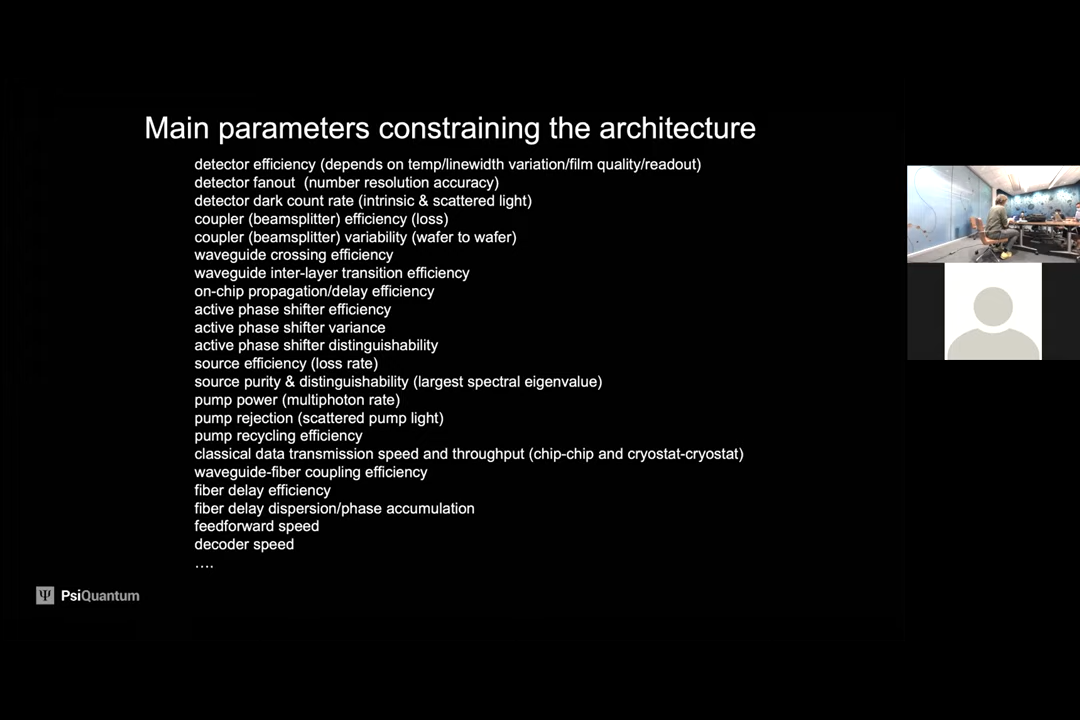 Main parameters constraining the architecture
detector efficiency (depends on temp/linewidth variation/film quality/readout)
detector fanout (number resolution accuracy)
detector dark count rate (intrinsic & scattered light)
coupler (beamsplitter) efficiency (loss)
coupler (beamsplitter) variability (wafer to wafer)
waveguide crossing efficiency
waveguide inter-layer transition efficiency
on-chip propagation/delay efficiency
active phase shifter efficiency
active phase shifter variance
active phase shifter distinguishability
source efficiency (loss rate)
source purity & distinguishability (largest spectral eigenvalue)
pump power (multiphoton rate)
pump rejection (scattered pump light)
pump recycling efficiency
classical data transmission speed and throughput (chip-chip and cryostat-cryostat)
waveguide-fiber coupling efficiency
fiber delay efficiency
fiber delay dispersion/phase accumulation
feedforward speed
decoder speed
....
Ψ PsiQuantum